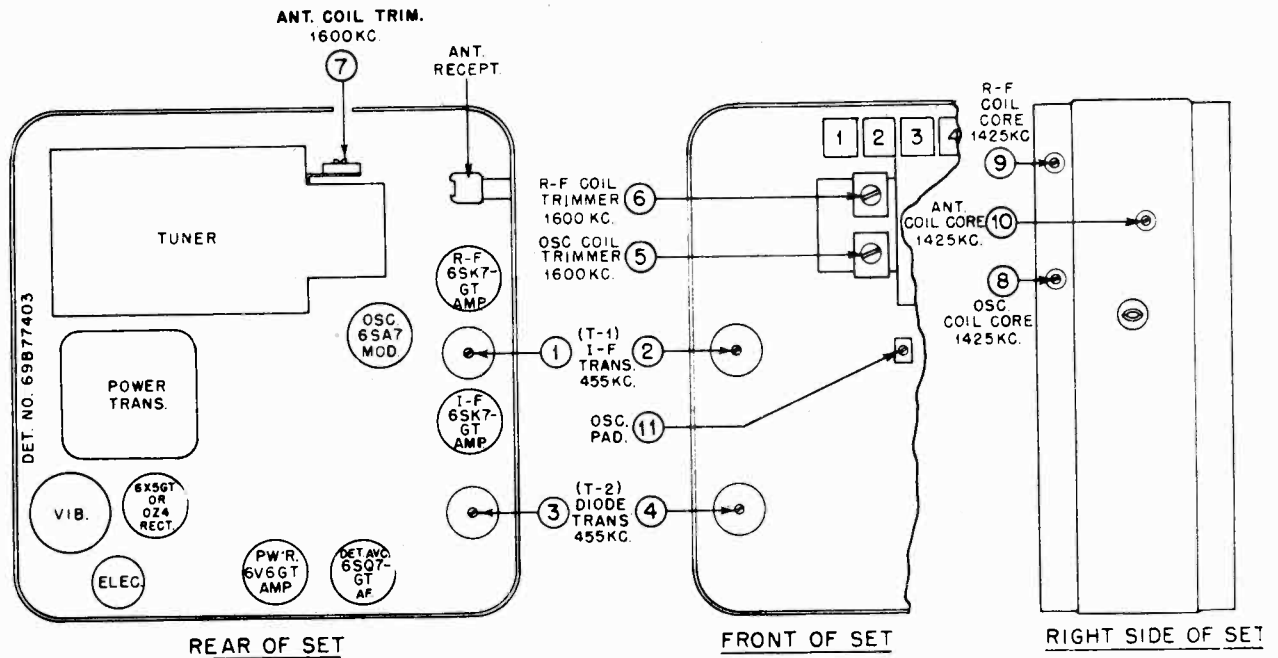 ANT. COIL TRIM.
1600KC.
7
ANT.
RECEPT.
TUNER
R-F
6SK7-
GT
AMP
OSC.
6SA7
MOD.
POWER
TRANS.
I-F
6SK7-
GT
AMP
DET. NO. 69B77403
VIB.
6X5GT
OR
OZ4
RECT.
ELEC.
PW'R.
6V6GT
AMP
DET. AVC.
6SQ7-
GT
AF
REAR OF SET
1
(T-1)
I-F
TRANS.
455KC.
2
3
(T-2)
DIODE
TRANS
455KC.
4
1 2 3 4
R-F COIL
TRIMMER
1600 KC.
6
OSC COIL
TRIMMER
1600KC.
5
OSC.
PAD.
11
FRONT OF SET
R-F
COIL
CORE
1425KC
9
ANT.
COIL CORE
1425KC.
10
8
OSC.
COIL CORE
1425KC.
RIGHT SIDE OF SET